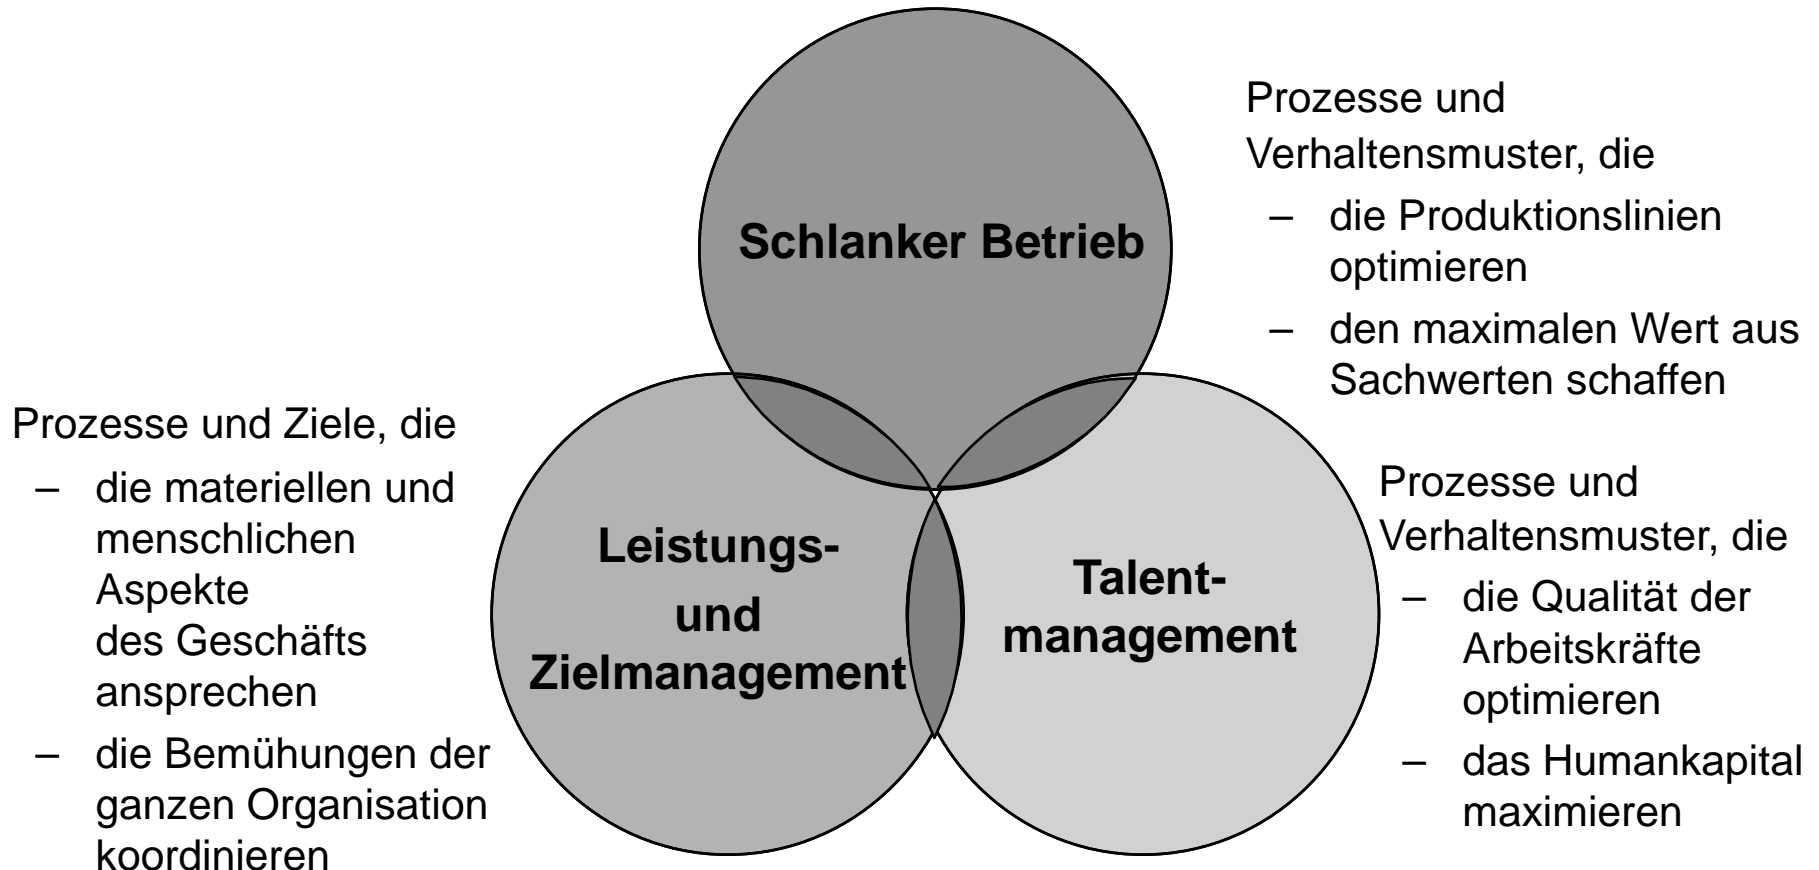 Schlanker Betrieb
Prozesse und
Verhaltensmuster, die
– die Produktionslinien
optimieren
– den maximalen Wert aus
Sachwerten schaffen
Prozesse und Ziele, die
– die materiellen und
menschlichen
Aspekte
des Geschäfts
ansprechen
– die Bemühungen der
ganzen Organisation
koordinieren
Leistungs-
und
Zielmanagement
Talent-
management
Prozesse und
Verhaltensmuster, die
– die Qualität der
Arbeitskräfte
optimieren
– das Humankapital
maximieren